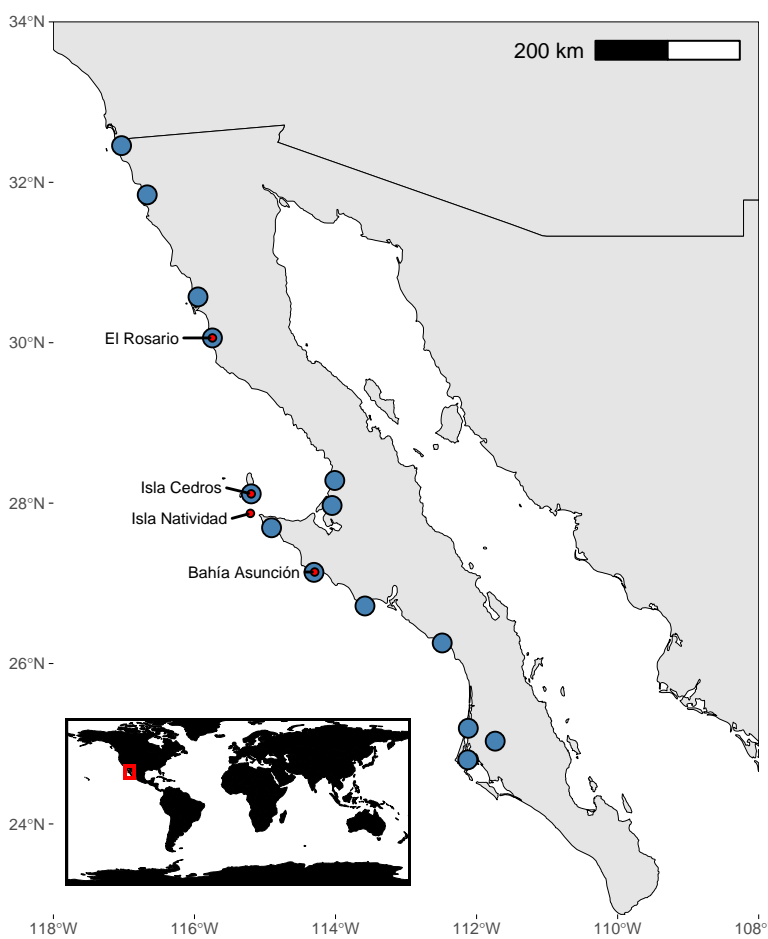 34°N
200 km
32°N
30°N
El Rosario
Isla Cedros
28°N
Isla Natividad
Bahía Asunción
26°N
24°N
118°W 116°W 114°W 112°W 110°W 108°